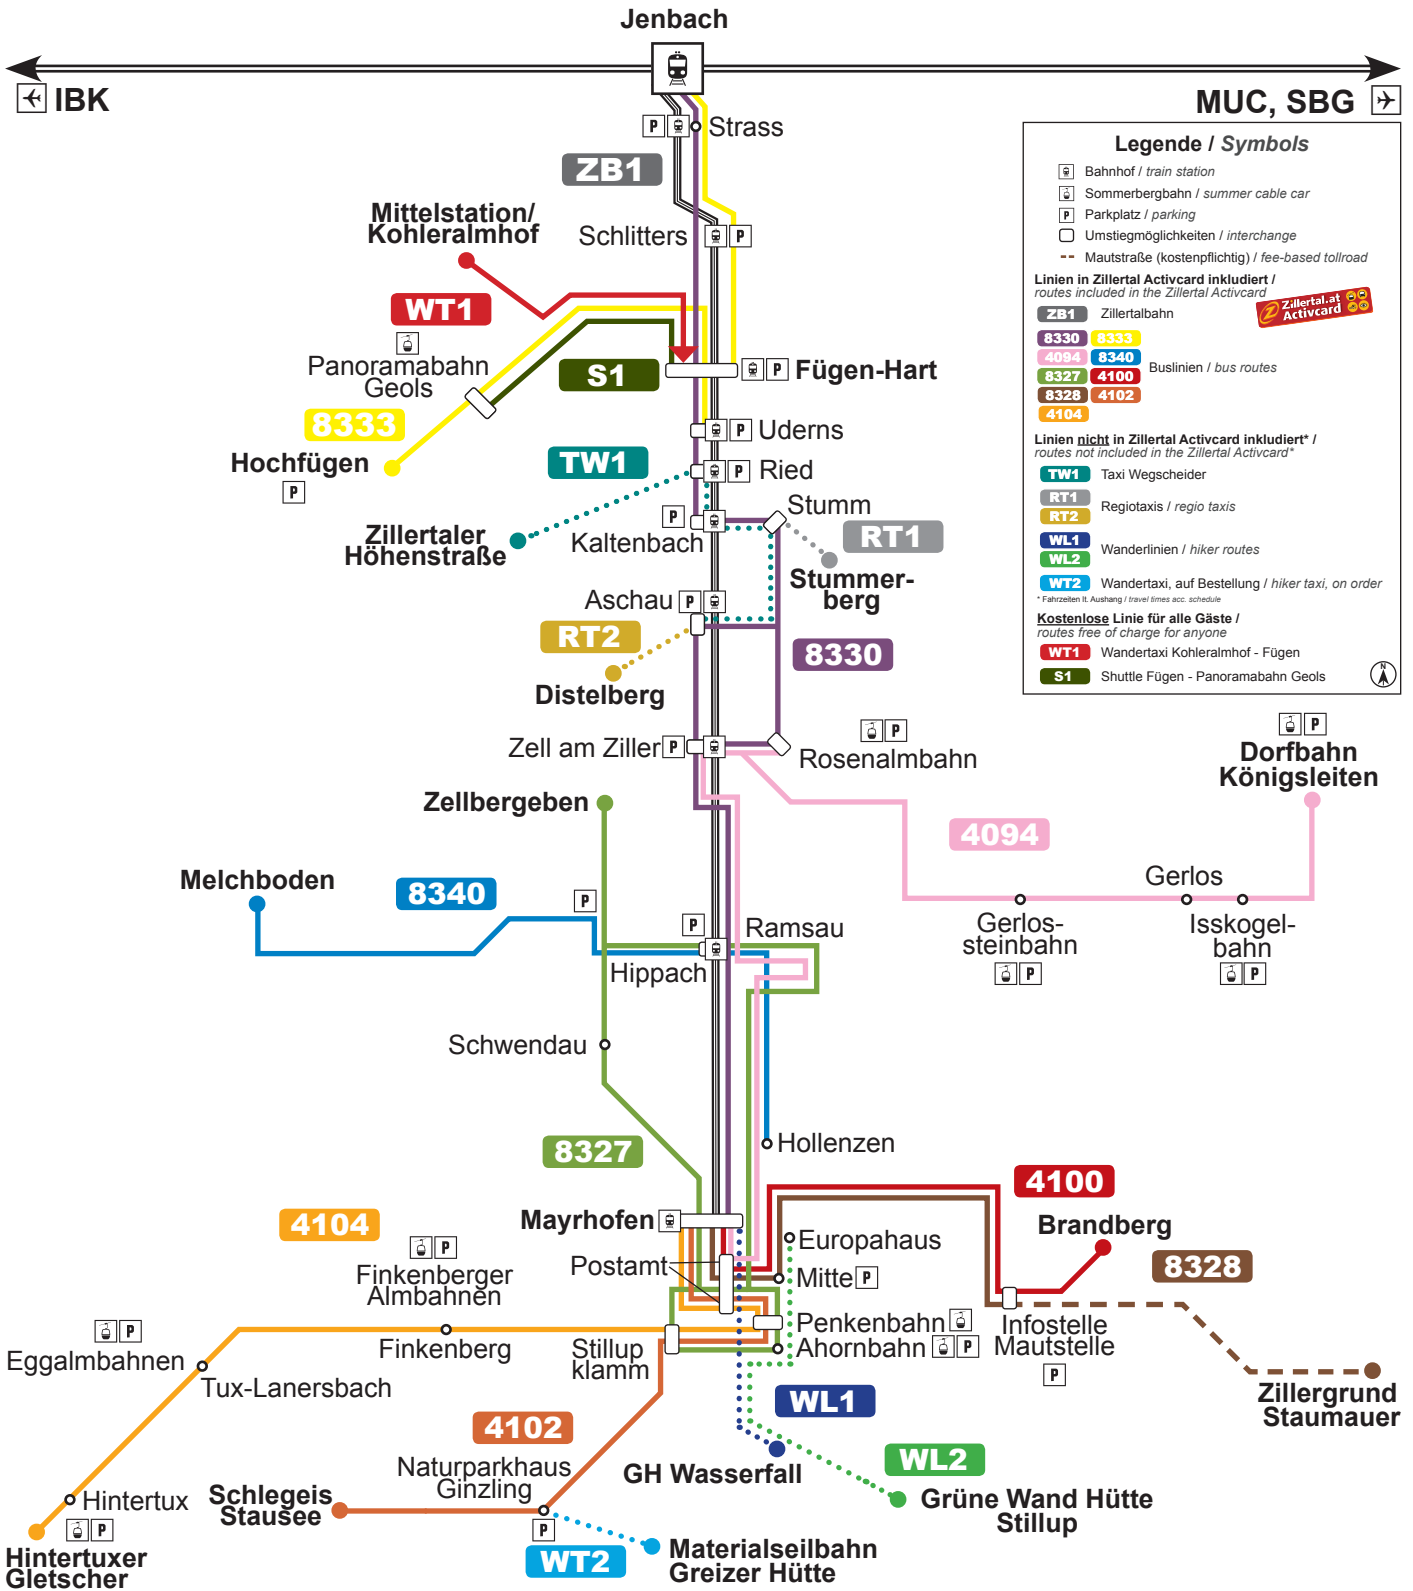 Jenbach
IBK
MUC, SBG
P
Strass
ZB1
Mittelstation/
Kohleralmhof
Schlitters
P
WT1
Panoramabahn
Geols
S1
P
Fügen-Hart
8333
Hochfügen
P
P
Uderns
TW1
P
Ried
Zillertaler
Höhenstraße
P
Kaltenbach
Stumm
RT1
Stummer-
berg
Aschau
P
RT2
Distelberg
8330
Zell am Ziller
P
P
Rosenalmbahn
P
Dorfbahn
Königsleiten
Legende / Symbols
Bahnhof / train station
Sommerbergbahn / summer cable car
P
Parkplatz / parking
Umstiegmöglichkeiten / interchange
Mautstraße (kostenpflichtig) / fee-based tollroad
Linien in Zillertal Activcard inkludiert /
routes included in the Zillertal Activcard
Zillertal.at
Activcard
ZB1 Zillertalbahn
8330 8333
4094 8340
8327 4100
8328 4102
4104
Buslinien / bus routes
Linien nicht in Zillertal Activcard inkludiert* /
routes not included in the Zillertal Activcard*
TW1 Taxi Wegscheider
RT1
RT2
Regiotaxis / regio taxis
WL1
WL2
Wanderlinien / hiker routes
WT2 Wandertaxi, auf Bestellung / hiker taxi, on order
* Fahrzeiten lt. Aushang / travel times acc. schedule
Kostenlose Linie für alle Gäste /
routes free of charge for anyone
WT1 Wandertaxi Kohleralmhof - Fügen
S1 Shuttle Fügen - Panoramabahn Geols
N
Zellbergeben
4094
Melchboden
8340
P
P
Ramsau
Hippach
Gerlos
Gerlos-
steinbahn
P
Isskogel-
bahn
P
Schwendau
8327
Hollenzen
4100
Brandberg
8328
Mayrhofen
4104
P
Finkenberger
Almbahnen
Postamt
Europahaus
Mitte
P
Penkenbahn
Ahornbahn
P
Infostelle
Mautstelle
P
Zillergrund
Staumauer
P
Eggalmbahnen
Finkenberg
Stillup
klamm
Tux-Lanersbach
WL1
4102
GH Wasserfall
WL2
Naturparkhaus
Ginzling
P
Schlegeis
Stausee
Grüne Wand Hütte
Stillup
Hintertux
P
Hintertuxer
Gletscher
WT2
Materialseilbahn
Greizer Hütte